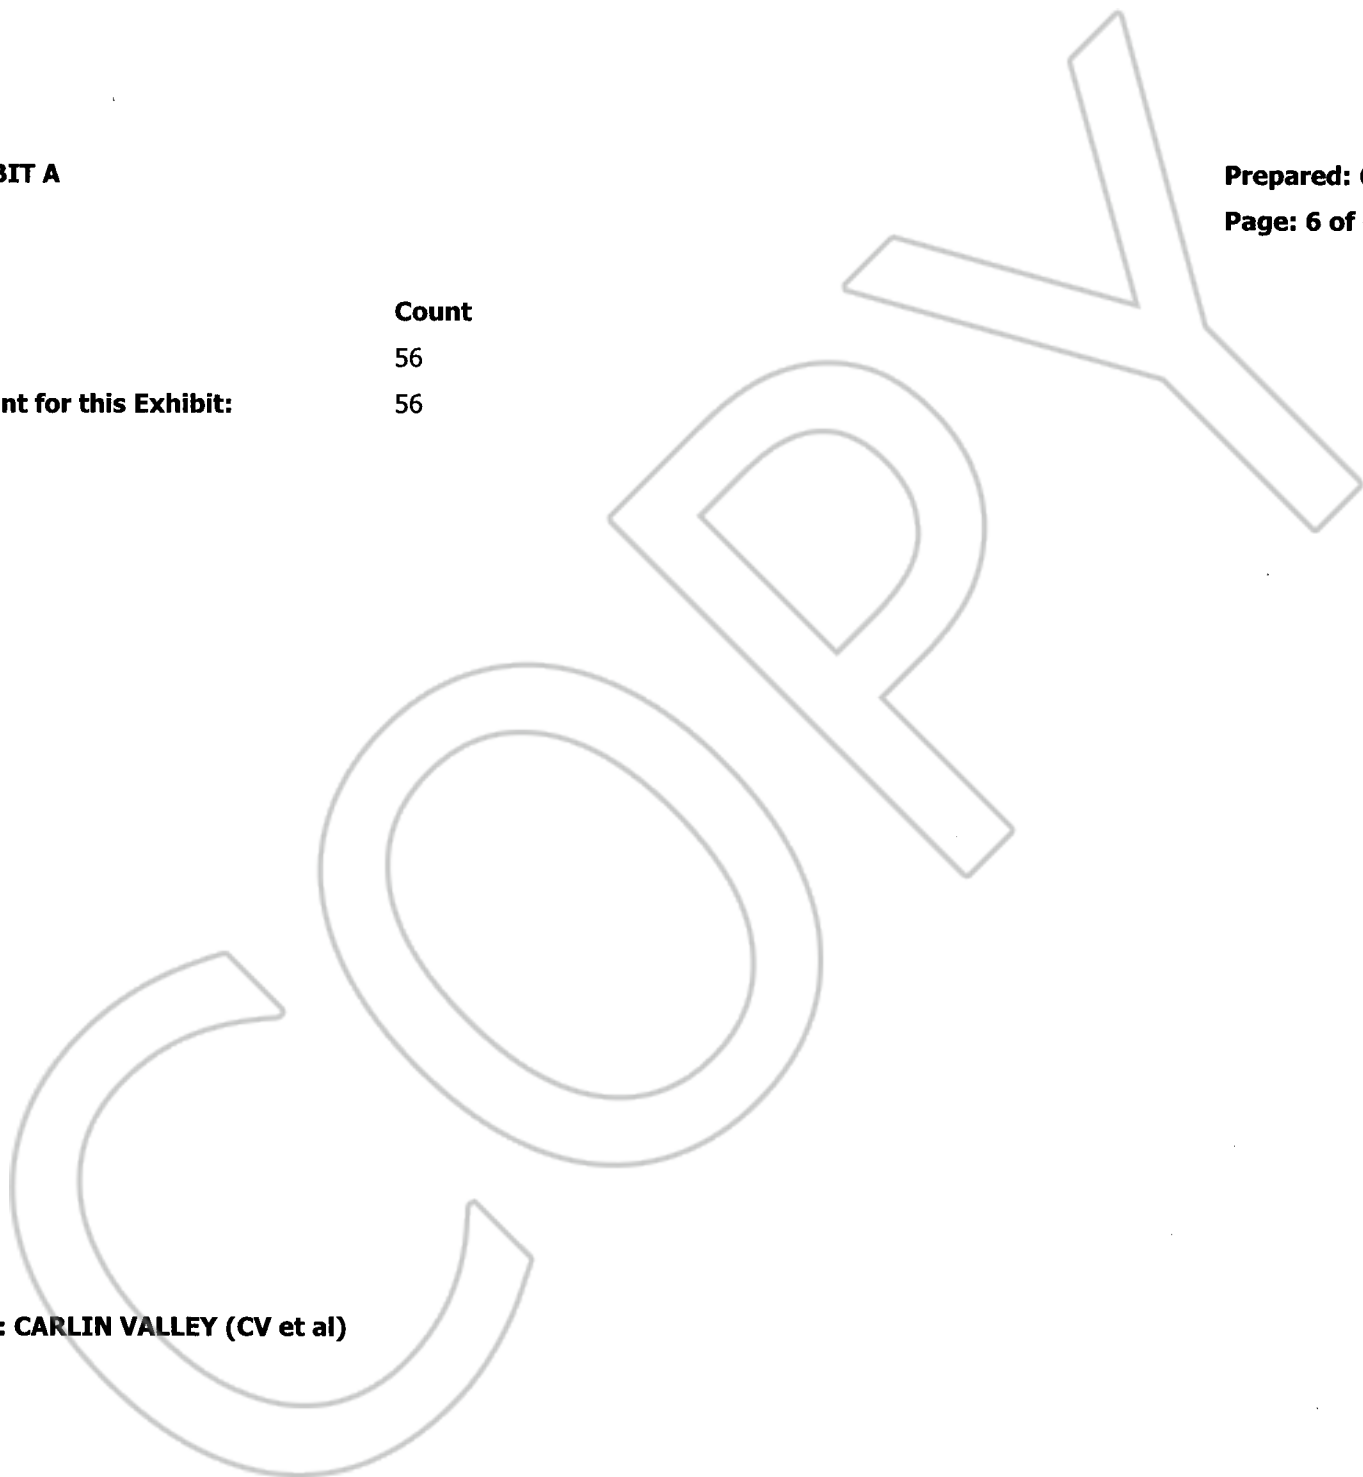 BIT A
Prepared:
Page: 6 of
Count
56
nt for this Exhibit: 56
: CARLIN VALLEY (CV et al)
COPY